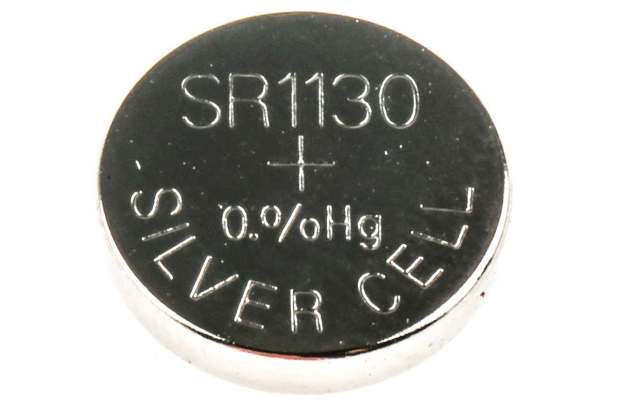 SR1130
+
0.%Hg
SILVER CELL